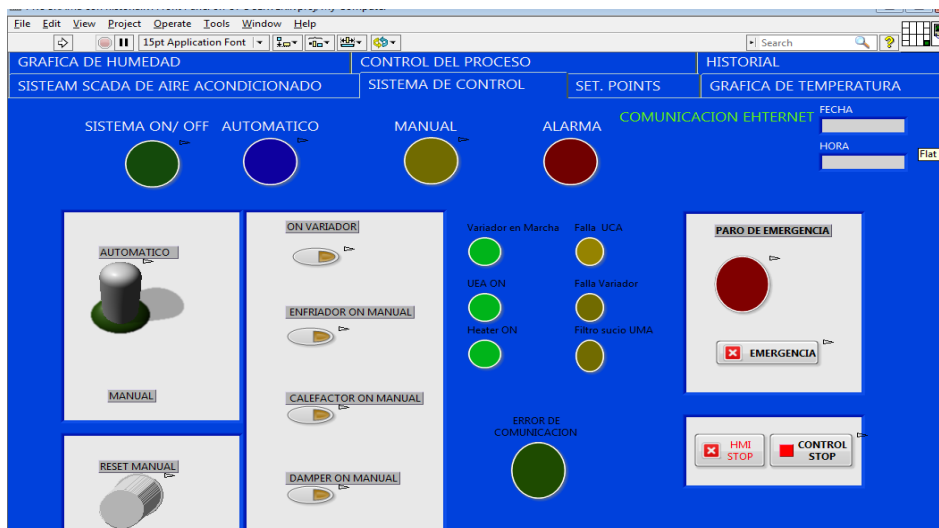 File Edit View Project Operate Tools Window Help
15pt Application Font
Search
GRAFICA DE HUMEDAD
CONTROL DEL PROCESO
HISTORIAL
SISTEAM SCADA DE AIRE ACONDICIONADO
SISTEMA DE CONTROL
SET. POINTS
GRAFICA DE TEMPERATURA
SISTEMA ON/ OFF
AUTOMATICO
MANUAL
ALARMA
COMUNICACION EHTERNET
FECHA
HORA
Flat
AUTOMATICO
MANUAL
RESET MANUAL
ON VARIADOR
ENFRIADOR ON MANUAL
CALEFACTOR ON MANUAL
DAMPER ON MANUAL
Variador en Marcha
Falla UCA
UEA ON
Falla Variador
Heater ON
Filtro sucio UMA
ERROR DE
COMUNICACION
PARO DE EMERGENCIA
EMERGENCIA
HMI
STOP
CONTROL
STOP